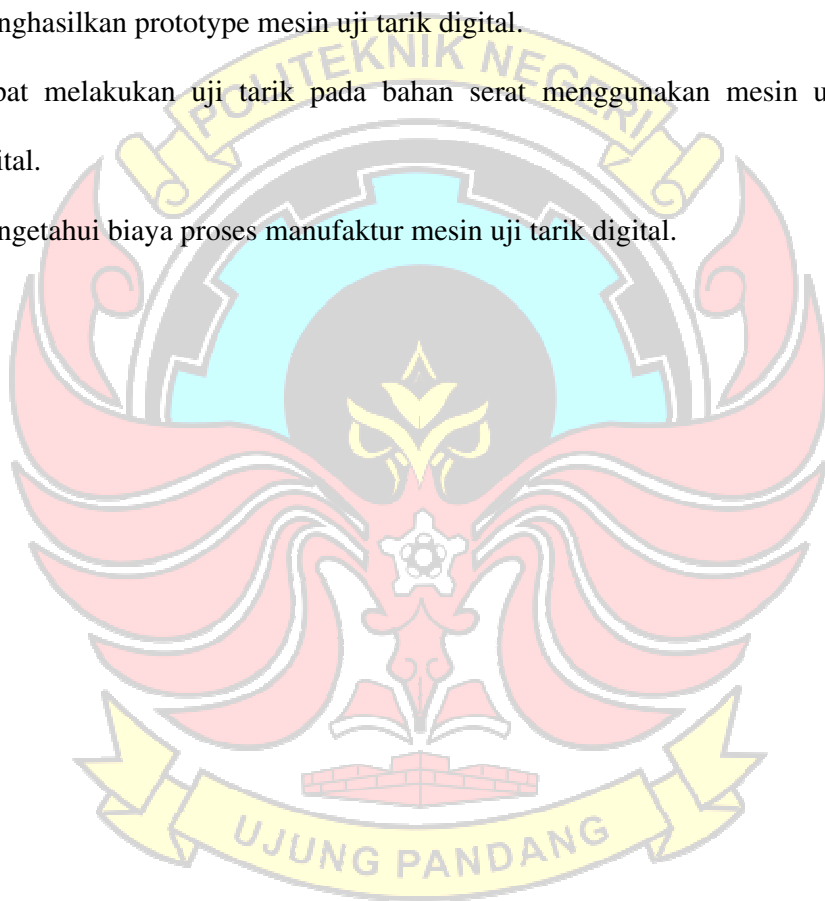 nghasilkan prototype mesin uji tarik digital.
POLITEKNIK NEGERI
pat melakukan uji tarik pada bahan serat menggunakan mesin u
ital.
ngetahui biaya proses manufaktur mesin uji tarik digital.
UJUNG PANDANG